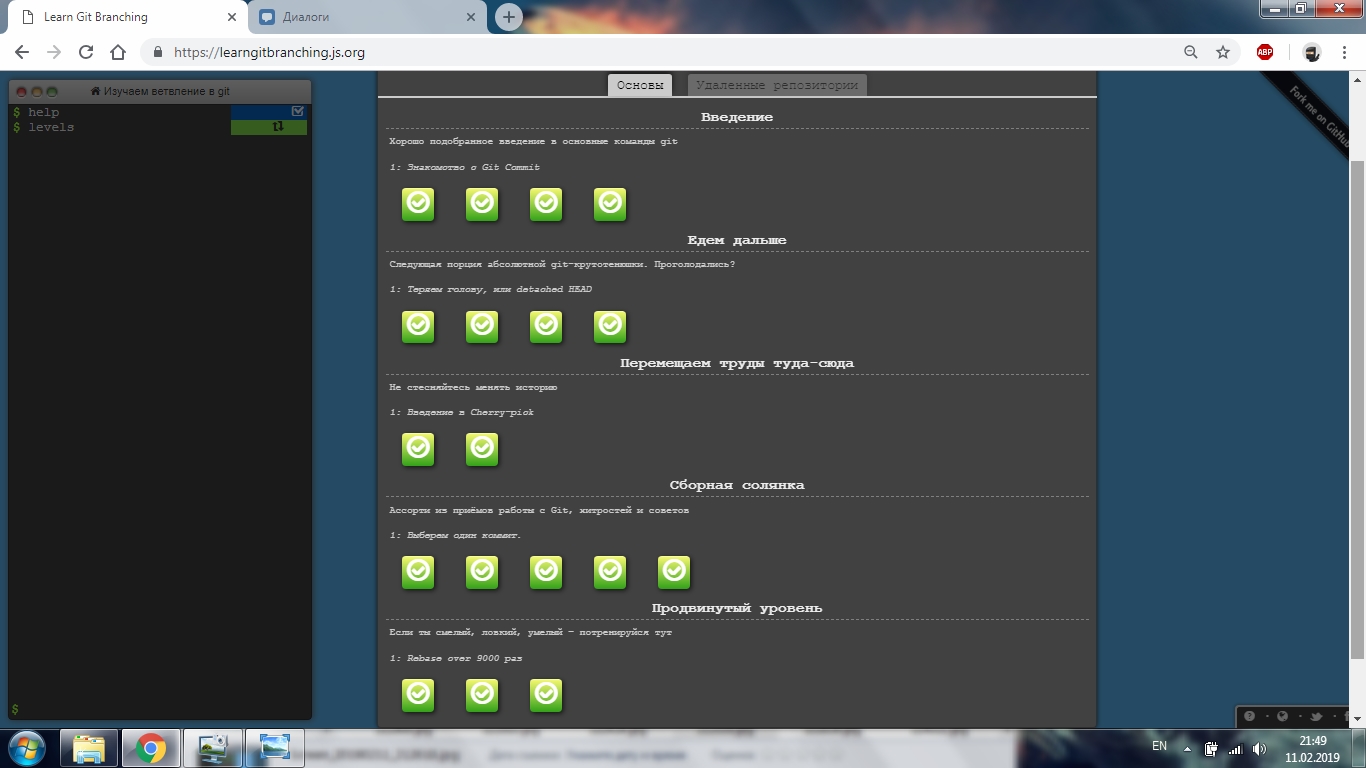 Learn Git Branching
Диалоги
https://learngitbranching.js.org
ABP
Изучаем ветвление в git
$ help
$ levels
$
Основы
Удаленные репозитории
Fork me on GitHub
Введение
Хорошо подобранное введение в основные команды git
1: Знакомство с Git Commit
Едем дальше
Следующая порция абсолютной git-крутотенюшки. Проголодались?
1: Теряем голову, или detached HEAD
Перемещаем труды туда-сюда
Не стесняйтесь менять историю
1: Введение в Cherry-pick
Сборная солянка
Ассорти из приёмов работы с Git, хитростей и советов
1: Выберем один коммит.
Продвинутый уровень
Если ты смелый, ловкий, умелый - потренируйся тут
1: Rebase over 9000 раз
EN
21:49
11.02.2019